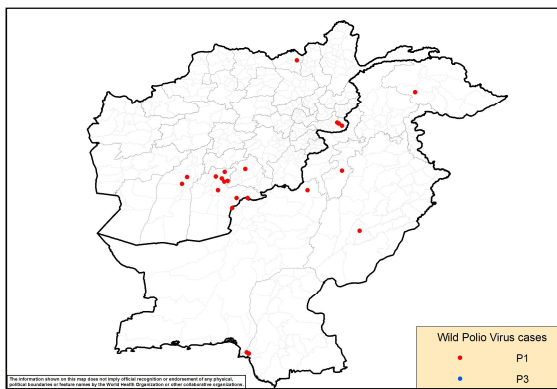 Wild Polio Virus cases
P1
P3
The information shown on this map does not imply official recognition or endorsement of any physical,
political boundaries or feature names by the World Health Organization or other collaborative organizations.